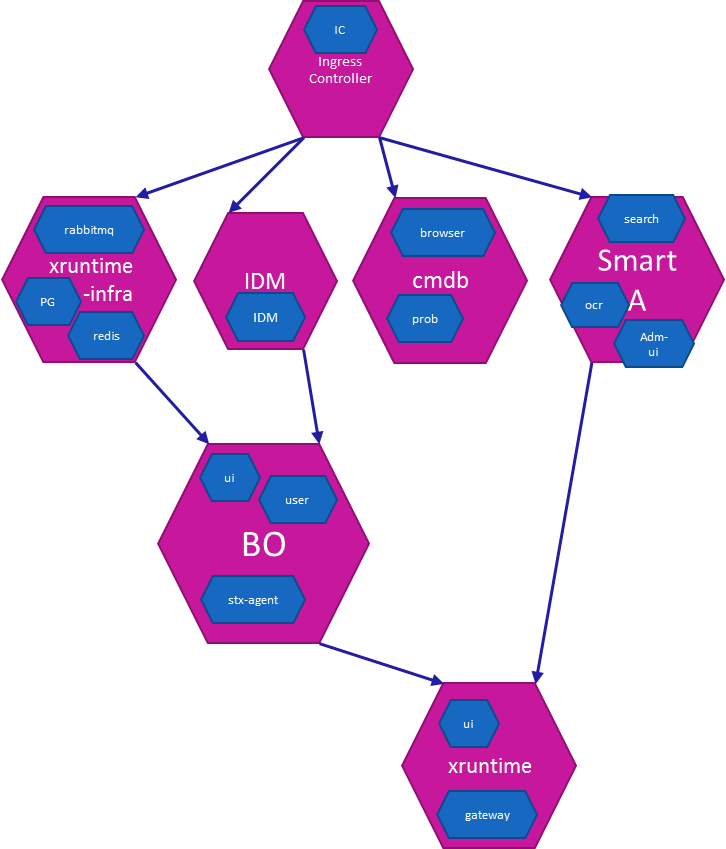 IC
Ingress
Controller
rabbitmq
xruntime
-infra
PG
redis
IDM
IDM
browser
cmdb
prob
search
Smart
A
ocr
Adm-
ui
ui
user
BO
stx-agent
ui
xruntime
gateway